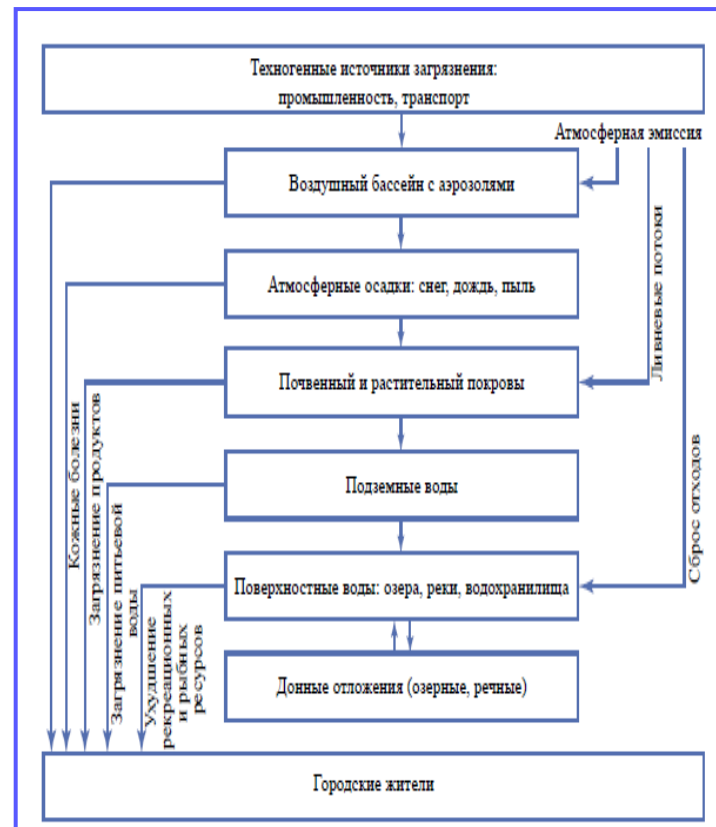 Техногенные источники загрязнения:
промышленность, транспорт
Атмосферная эмиссия
Воздушный бассейн с аэрозолями
Атмосферные осадки: снег, дождь, пыль
Ливневые потоки
Почвенный и растительный покровы
Подземные воды
Сброс отходов
Поверхностные воды: озера, реки, водохранилища
Донные отложения (озерные, речные)
Кожные болезни
Загрязнение продуктов
Загрязнение питьевой
воды
Ухудшение
рекреационных
и рыбных
ресурсов
Городские жители